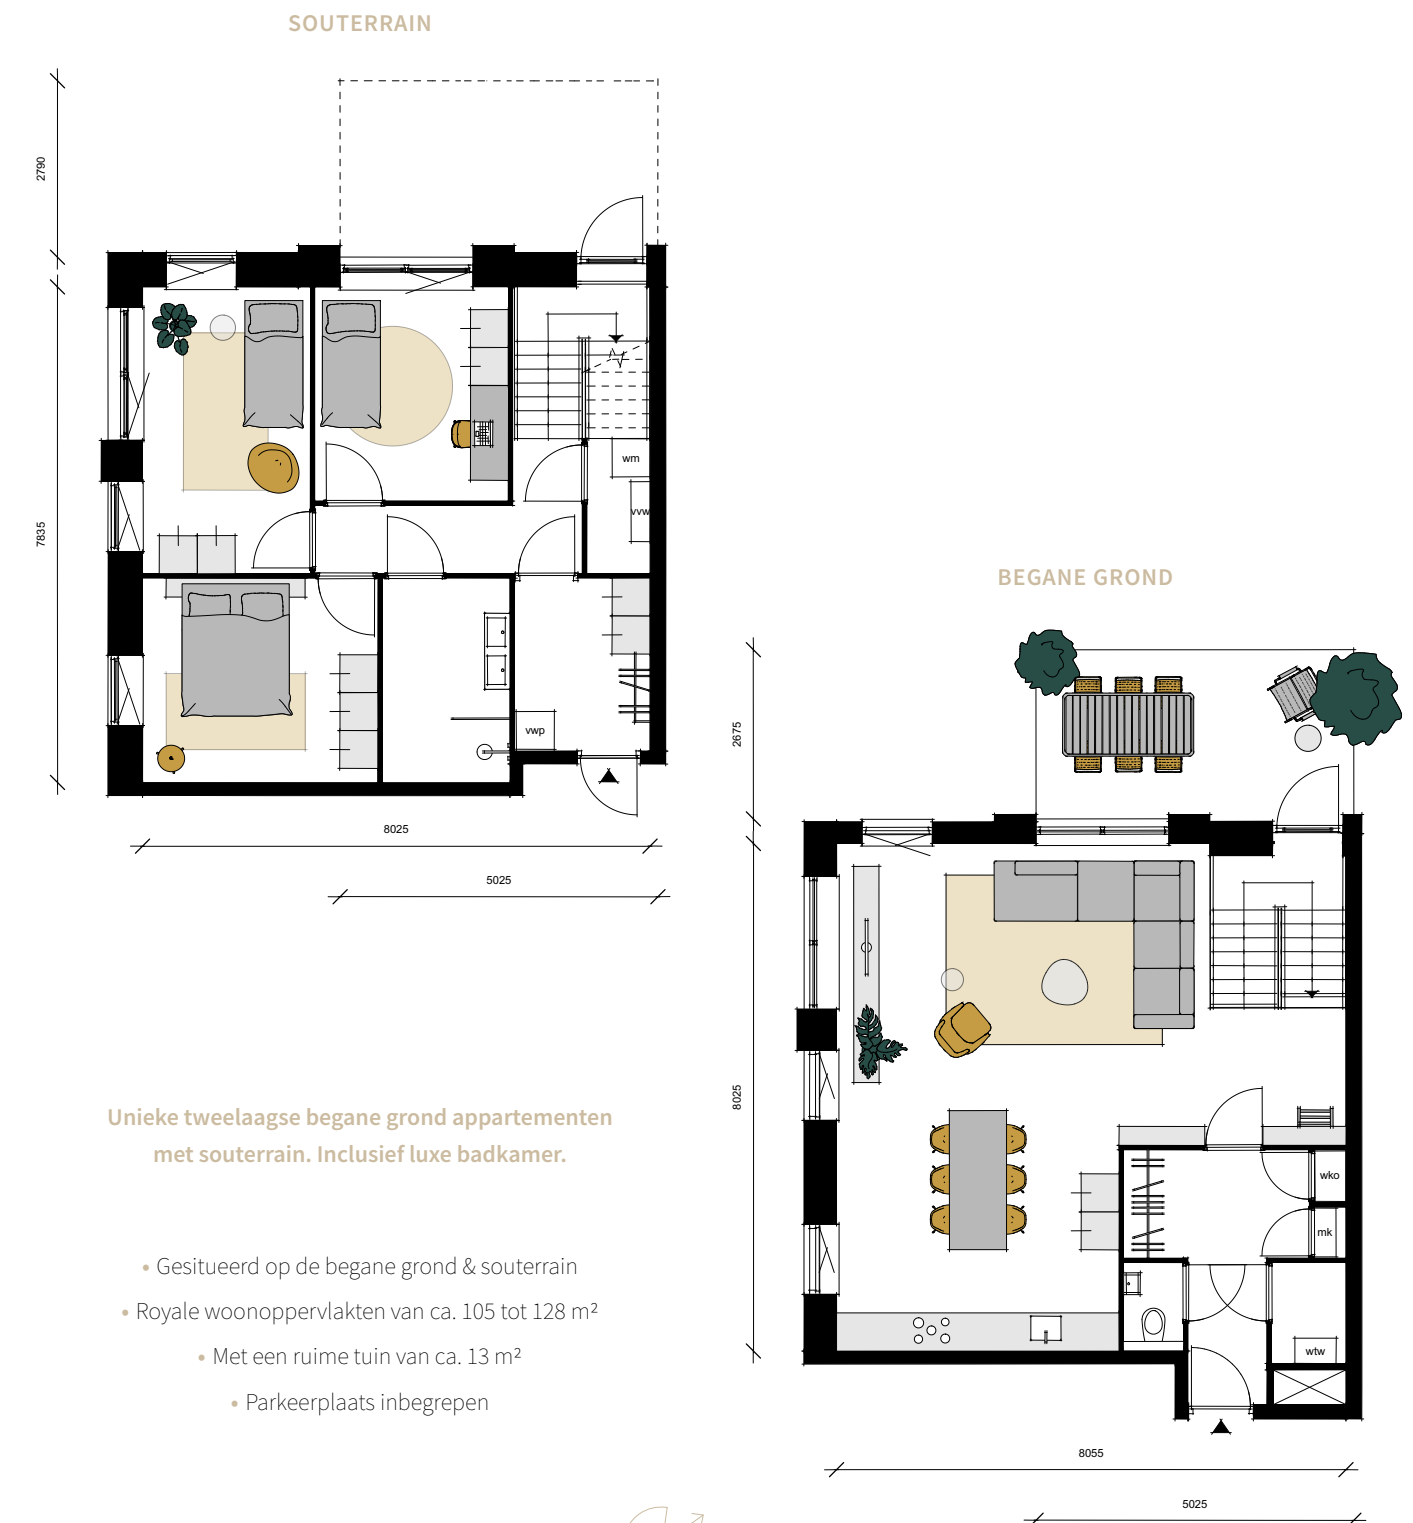 SOUTERRAIN
2790
7835
wm
vvw
vwp
8025
5025
BEGANE GROND
2675
8025
wko
mk
wtw
8055
5025
Unieke tweelaagse begane grond appartementen
met souterrain. Inclusief luxe badkamer.
• Gesitueerd op de begane grond & souterrain
• Royale woonoppervlakten van ca. 105 tot 128 m²
• Met een ruime tuin van ca. 13 m²
• Parkeerplaats inbegrepen